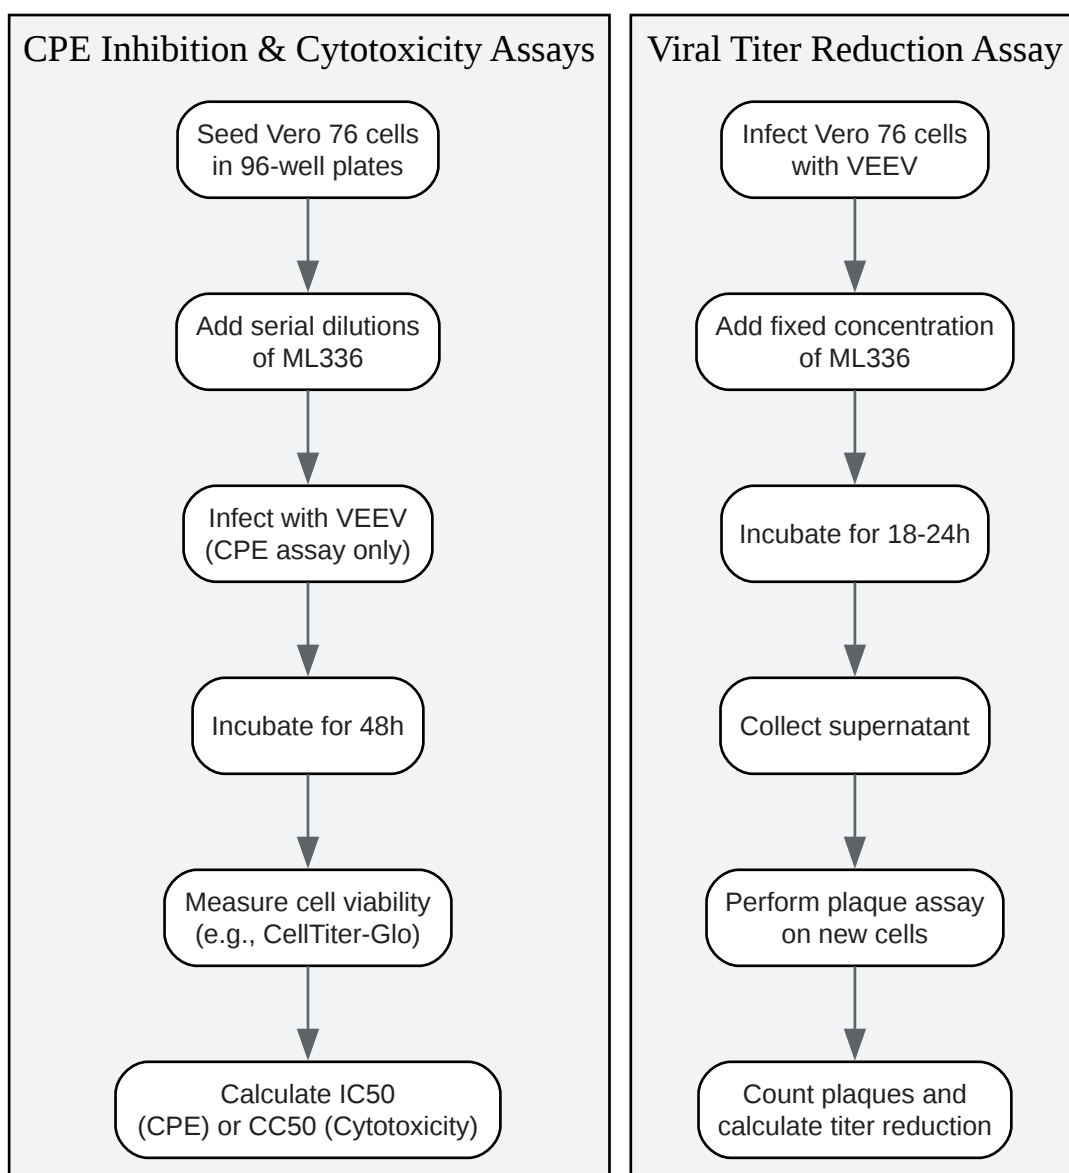 CPE Inhibition & Cytotoxicity Assays
Seed Vero 76 cells
in 96-well plates
Add serial dilutions
of ML336
Infect with VEEV
(CPE assay only)
Incubate for 48h
Measure cell viability
(e.g., CellTiter-Glo)
Calculate IC50
(CPE) or CC50 (Cytotoxicity)
Viral Titer Reduction Assay
Infect Vero 76 cells
with VEEV
Add fixed concentration
of ML336
Incubate for 18-24h
Collect supernatant
Perform plaque assay
on new cells
Count plaques and
calculate titer reduction